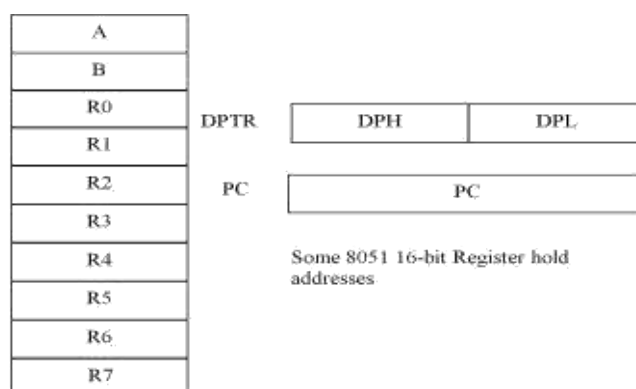 A
B
R0
R1
R2
R3
R4
R5
R6
R7
DPTR
DPH
DPL
PC
PC
Some 8051 16-bit Register hold
addresses